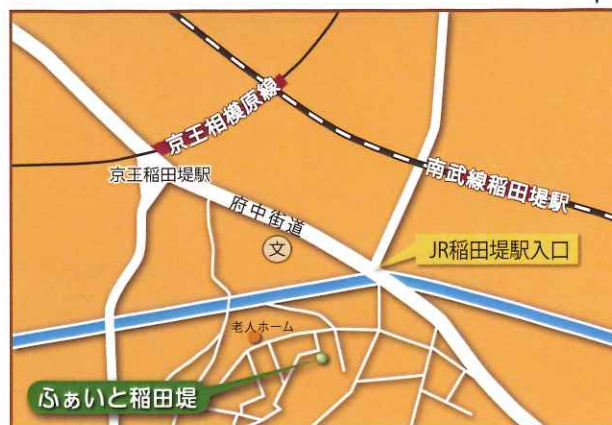 京王相模原線
京王稲田堤駅
南武線稲田堤駅
府中街道
文
JR稲田堤駅入口
老人ホーム
ふぁいと稲田堤